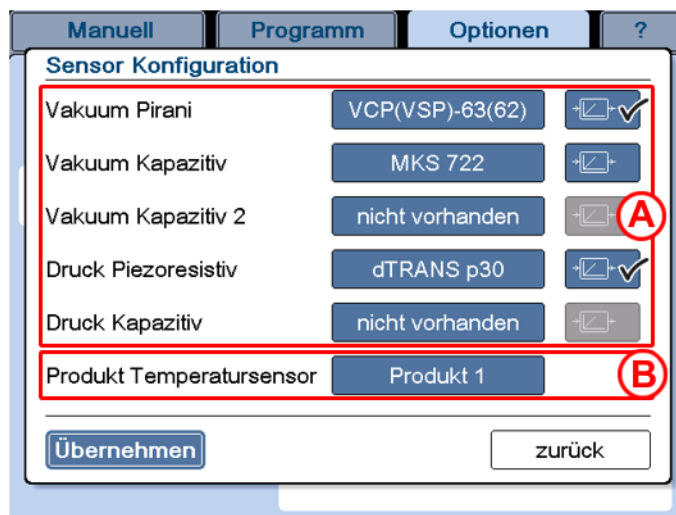 Manuell Programm Optionen ?
Sensor Konfiguration
Vakuum Pirani VCP(VSP)-63(62)
Vakuum Kapazitiv MKS 722
Vakuum Kapazitiv 2 nicht vorhanden A
Druck Piezoresistiv dTRANS p30
Druck Kapazitiv nicht vorhanden
Produkt Temperatursensor Produkt 1 B
Übernehmen zurück